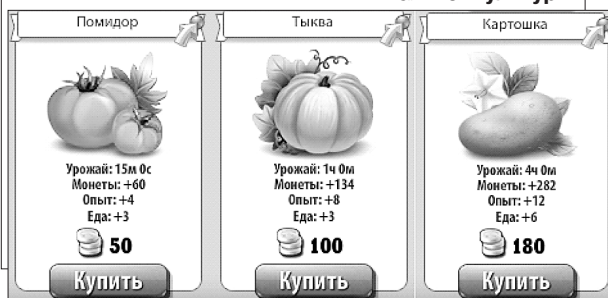 Помидор
Урожай: 15м 0с
Монеты: +60
Опыт: +4
Еда: +3
50
Купить
Тыква
Урожай: 1ч 0м
Монеты: +134
Опыт: +8
Еда: +3
100
Купить
Картошка
Урожай: 4ч 0м
Монеты: +282
Опыт: +12
Еда: +6
180
Купить